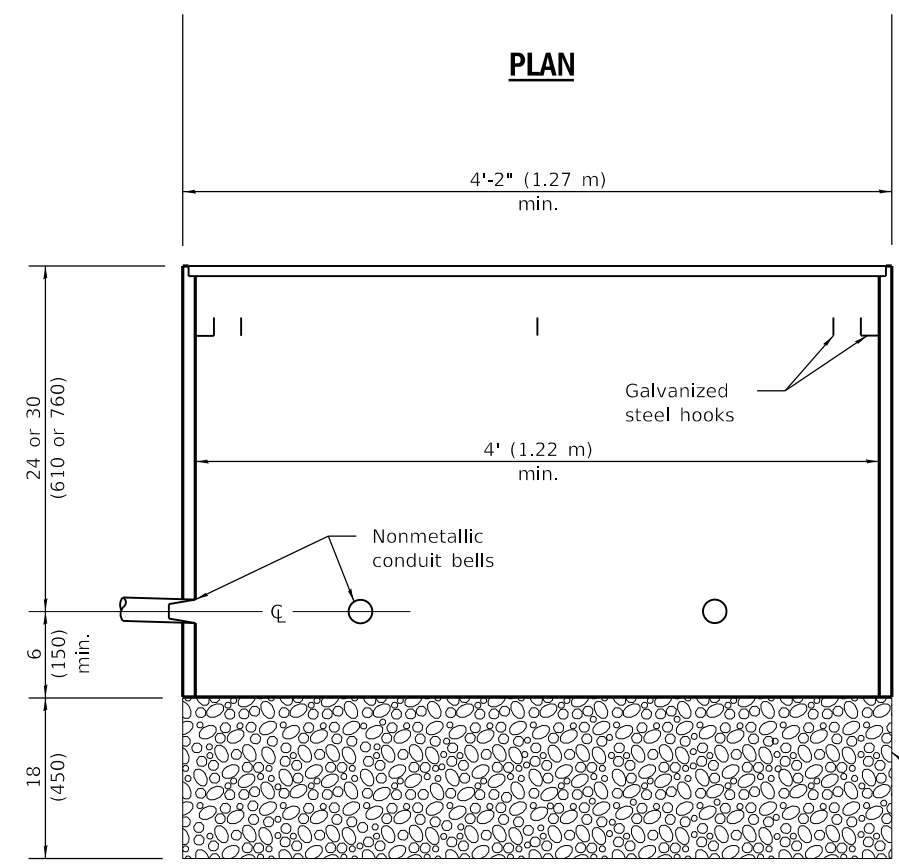 PLAN
4'-2" (1.27 m)
min.
24 or 30
(610 or 760)
Galvanized
steel hooks
4' (1.22 m)
min.
Nonmetallic
conduit bells
℄
6
(150)
min.
18
(450)